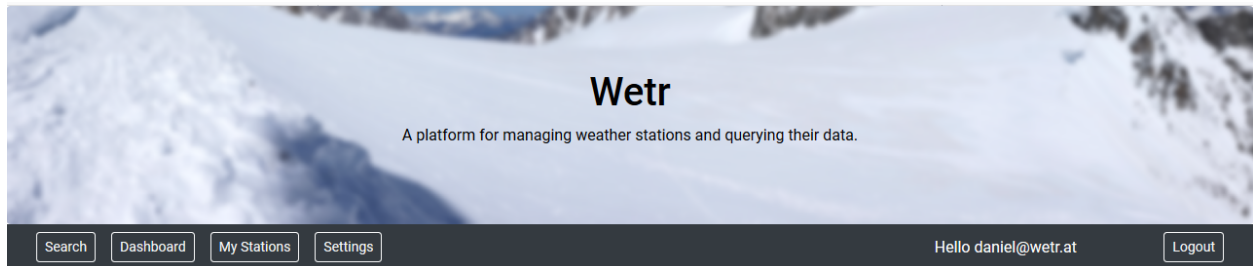 Wetr
A platform for managing weather stations and querying their data.
Search Dashboard My Stations Settings Hello daniel@wetr.at Logout